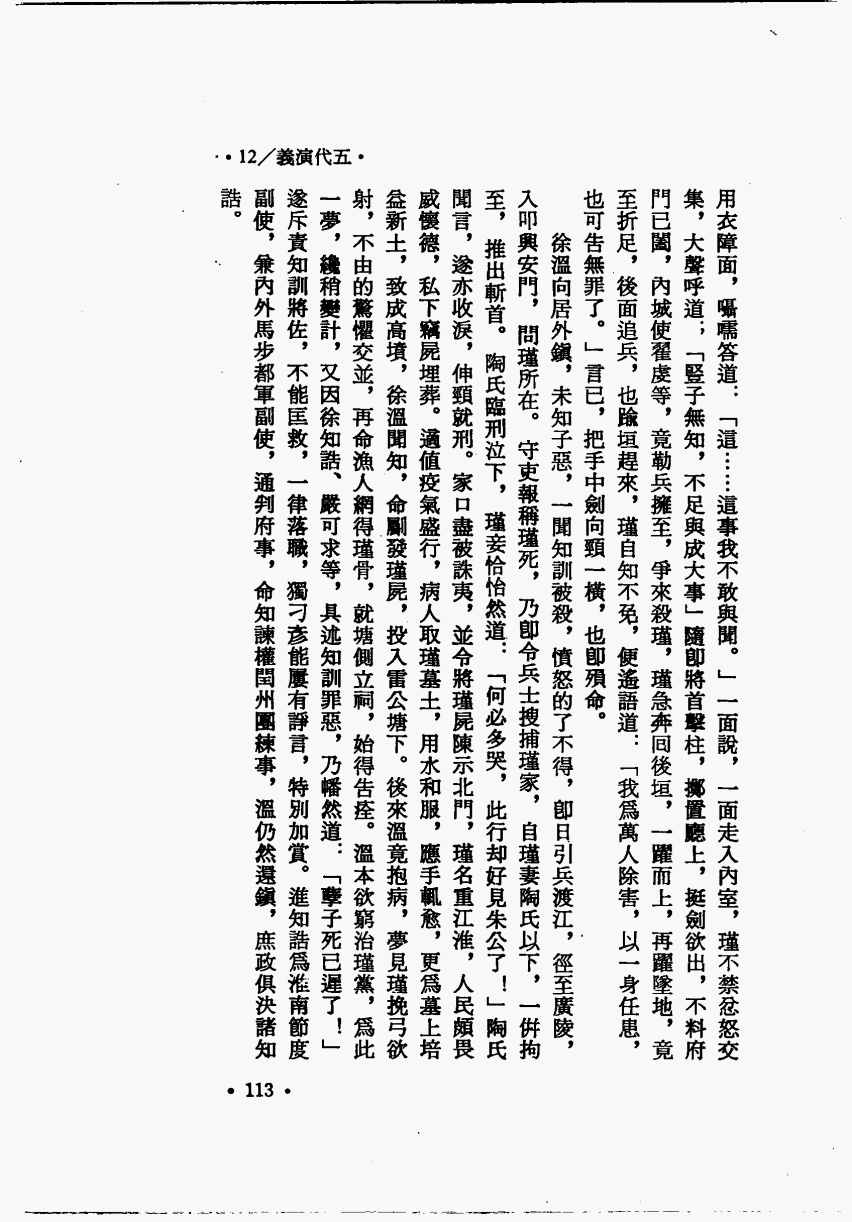 •五代演義／12•
用衣障面，囁嚅答道：「這……這事我不敢與聞。」一面說，一面走入內室，瑾不禁忿怒交
集，大聲呼道；「豎子無知，不足與成大事」隨卽將首擊柱，擲置廳上，挺劍欲出，不料府
門已闔，內城使翟虔等，竟勒兵擁至，爭來殺瑾，瑾急奔回後垣，一躍而上，再躍墜地，竟
至折足，後面追兵，也踰垣趕來，瑾自知不免，便遙語道：「我爲萬人除害，以一身任患，
也可告無罪了。」言已，把手中劍向頸一橫，也卽殞命。
徐溫向居外鎭，未知子惡，一聞知訓被殺，憤怒的了不得，卽日引兵渡江，徑至廣陵，
入叩興安門，問瑾所在。守吏報稱瑾死，乃卽令兵士搜捕瑾家，自瑾妻陶氏以下，一倂拘
至，推出斬首。陶氏臨刑泣下，瑾妾恰怡然道：「何必多哭，此行却好見朱公了！」陶氏
聞言，遂亦收淚，伸頸就刑。家口盡被誅夷，並令將瑾屍陳示北門，瑾名重江淮，人民頗畏
威懷德，私下竊屍埋葬。適値疫氣盛行，病人取瑾墓土，用水和服，應手輒愈，更爲墓上培
益新土，致成高墳，徐溫聞知，命劚發瑾屍，投入雷公塘下。後來溫竟抱病，夢見瑾挽弓欲
射，不由的驚懼交並，再命漁人網得瑾骨，就塘側立祠，始得告痊。溫本欲窮治瑾黨，爲此
一夢，纔稍變計，又因徐知誥、嚴可求等，具述知訓罪惡，乃幡然道：「孽子死已遲了！」
遂斥責知訓將佐，不能匡救，一律落職，獨刁彥能屢有諍言，特別加賞。進知誥爲淮南節度
副使，兼內外馬步都軍副使，通判府事，命知諫權閏州團練事，溫仍然還鎭，庶政俱決諸知
誥。
•113•